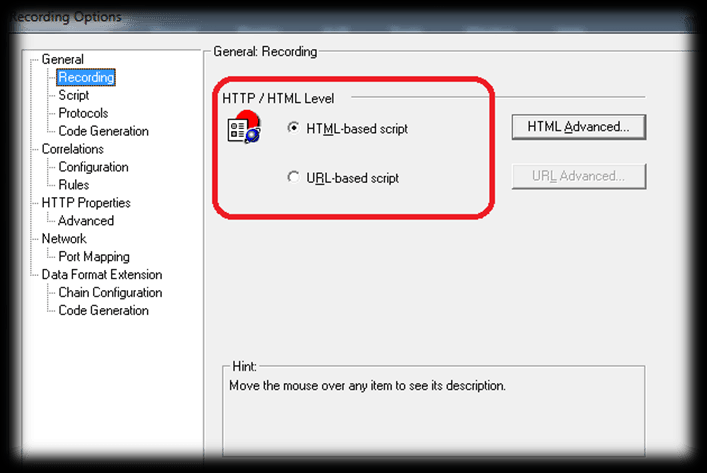 Recording Options
General
Recording
Script
Protocols
Code Generation
Correlations
Configuration
Rules
HTTP Properties
Advanced
Network
Port Mapping
Data Format Extension
Chain Configuration
Code Generation
General: Recording
HTTP / HTML Level
HTML-based script
HTML Advanced...
URL-based script
URL Advanced...
Hint:
Move the mouse over any item to see its description.